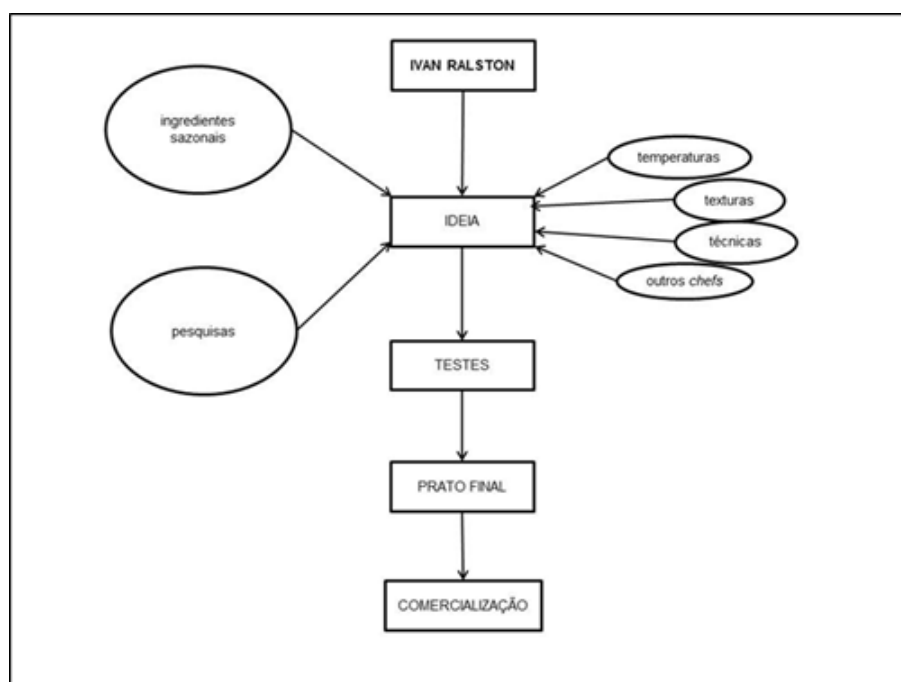 IVAN RALSTON
ingredientes
sazonais
temperaturas
texturas
IDEIA
técnicas
outros chefs
pesquisas
TESTES
PRATO FINAL
COMERCIALIZAÇÃO